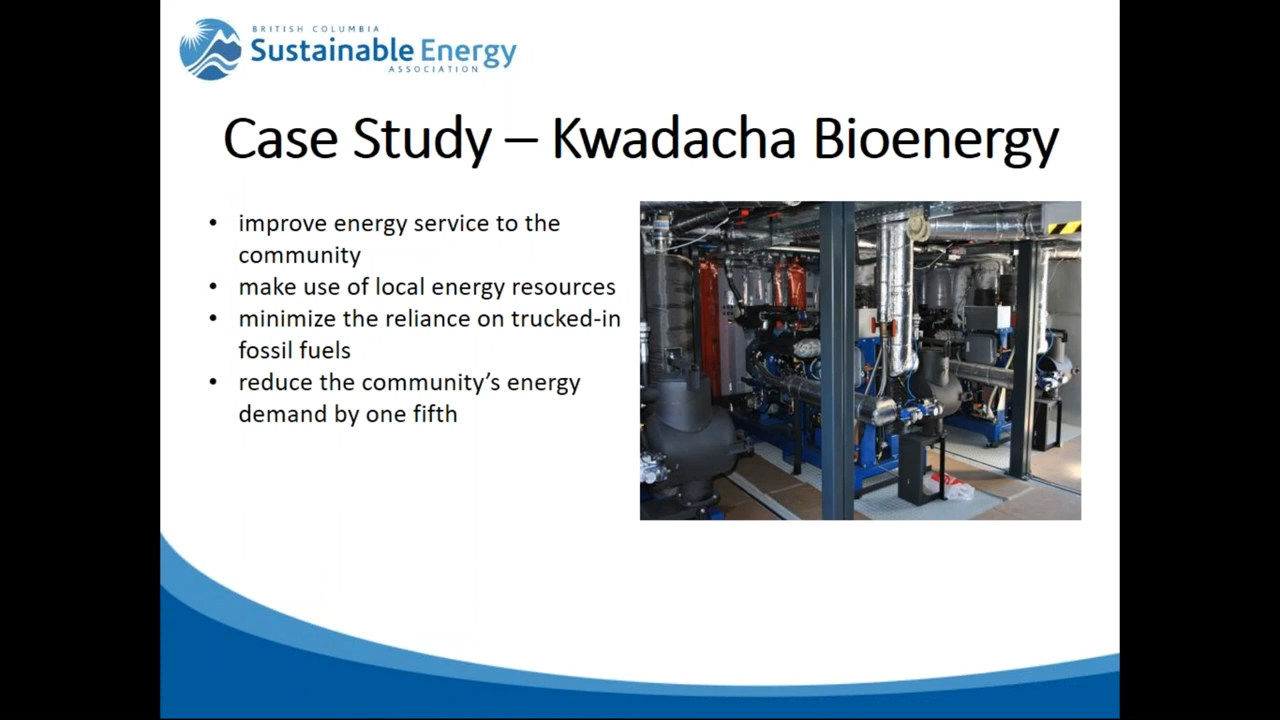 BRITISH COLUMBIA
Sustainable Energy
ASSOCIATION
Case Study – Kwadacha Bioenergy
• improve energy service to the
community
• make use of local energy resources
• minimize the reliance on trucked-in
fossil fuels
• reduce the community’s energy
demand by one fifth